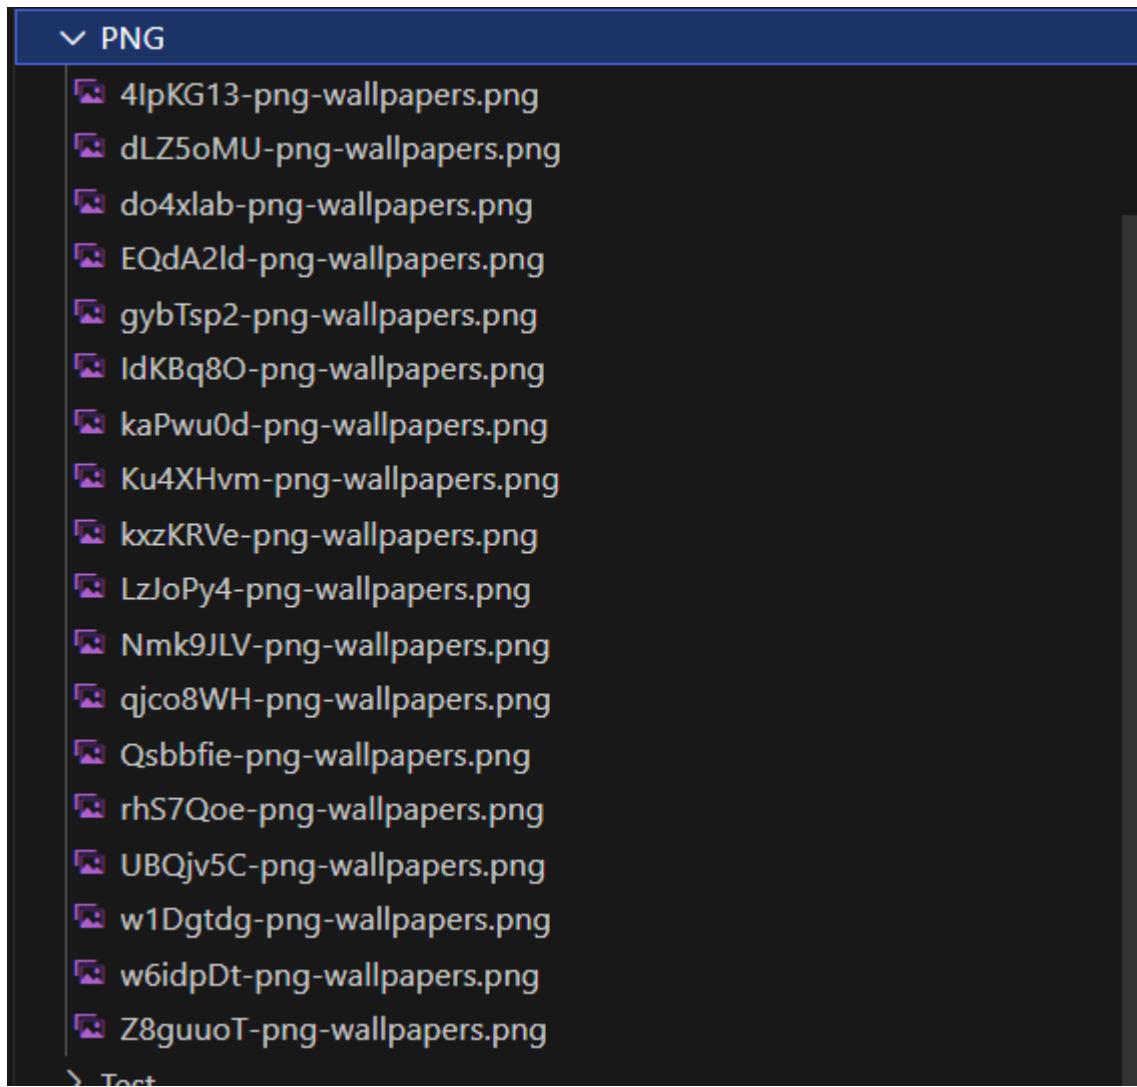 PNG
4IpKG13-png-wallpapers.png
dLZ5oMU-png-wallpapers.png
do4xlab-png-wallpapers.png
EQdA2ld-png-wallpapers.png
gybTsp2-png-wallpapers.png
IdKBq8O-png-wallpapers.png
kaPwu0d-png-wallpapers.png
Ku4XHvm-png-wallpapers.png
kxzKRVe-png-wallpapers.png
LzJoPy4-png-wallpapers.png
Nmk9JLV-png-wallpapers.png
qjco8WH-png-wallpapers.png
Qsbbfie-png-wallpapers.png
rhS7Qoe-png-wallpapers.png
UBQjv5C-png-wallpapers.png
w1Dgtdg-png-wallpapers.png
w6idpDt-png-wallpapers.png
Z8guuoT-png-wallpapers.png
Test